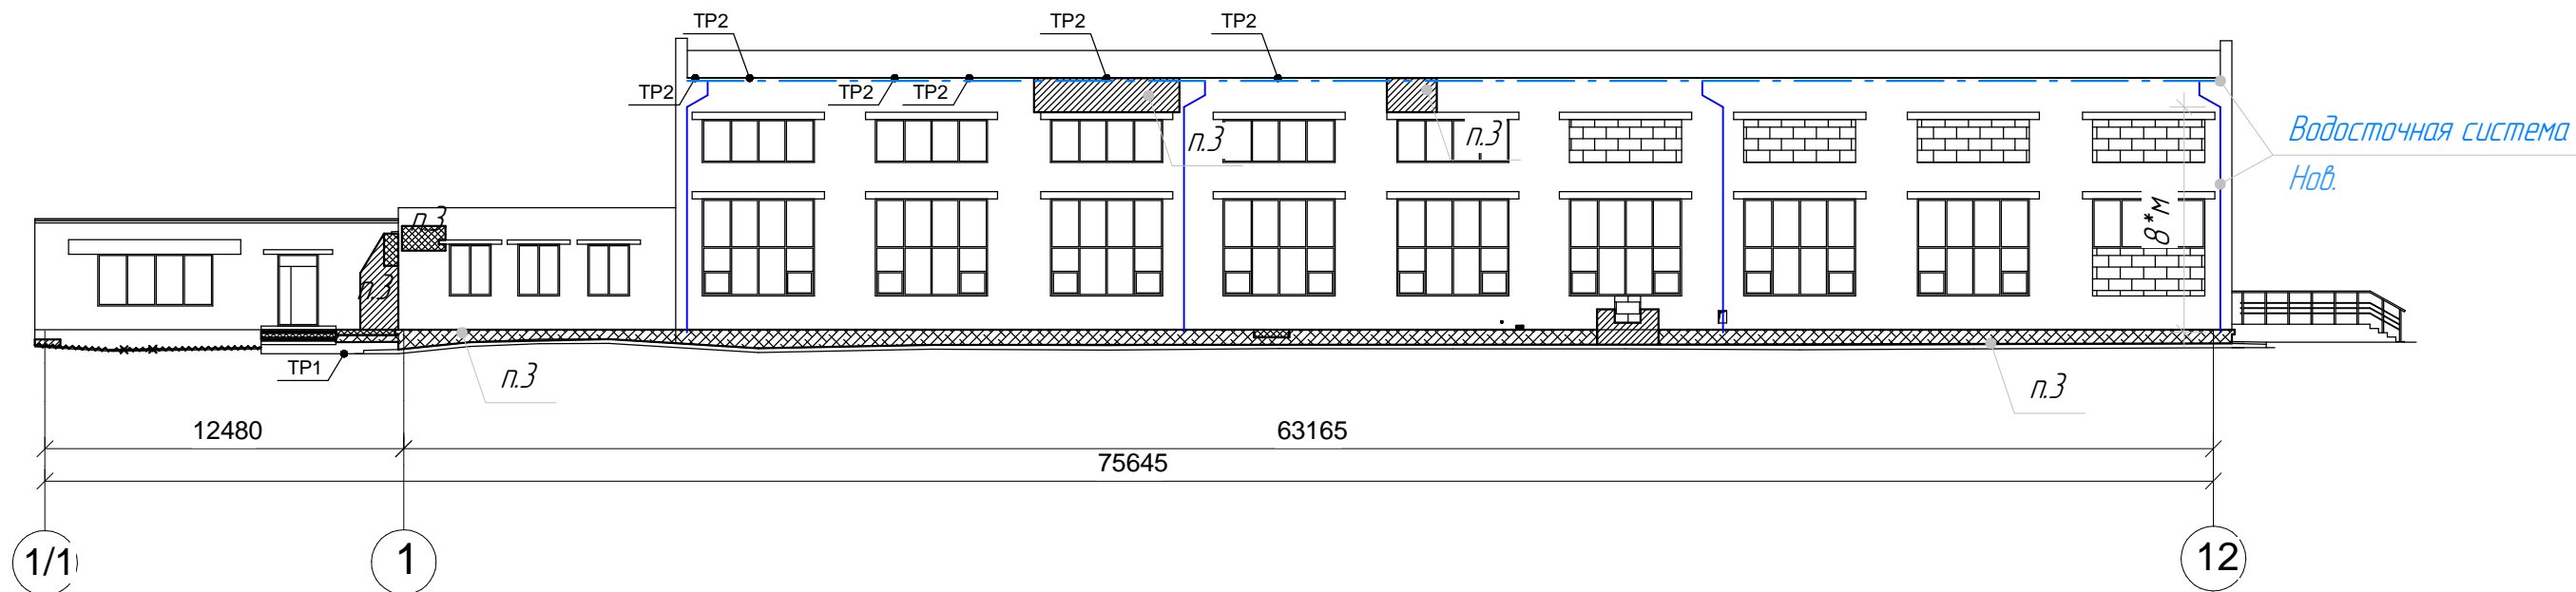 ТР2
ТР2
ТР2
ТР2
ТР2
ТР2
п.3
п.3
Водосточная система
Нов.
8*м
п.3
п.3
ТР1
п.3
п.3
12480
63165
75645
1/1
1
12